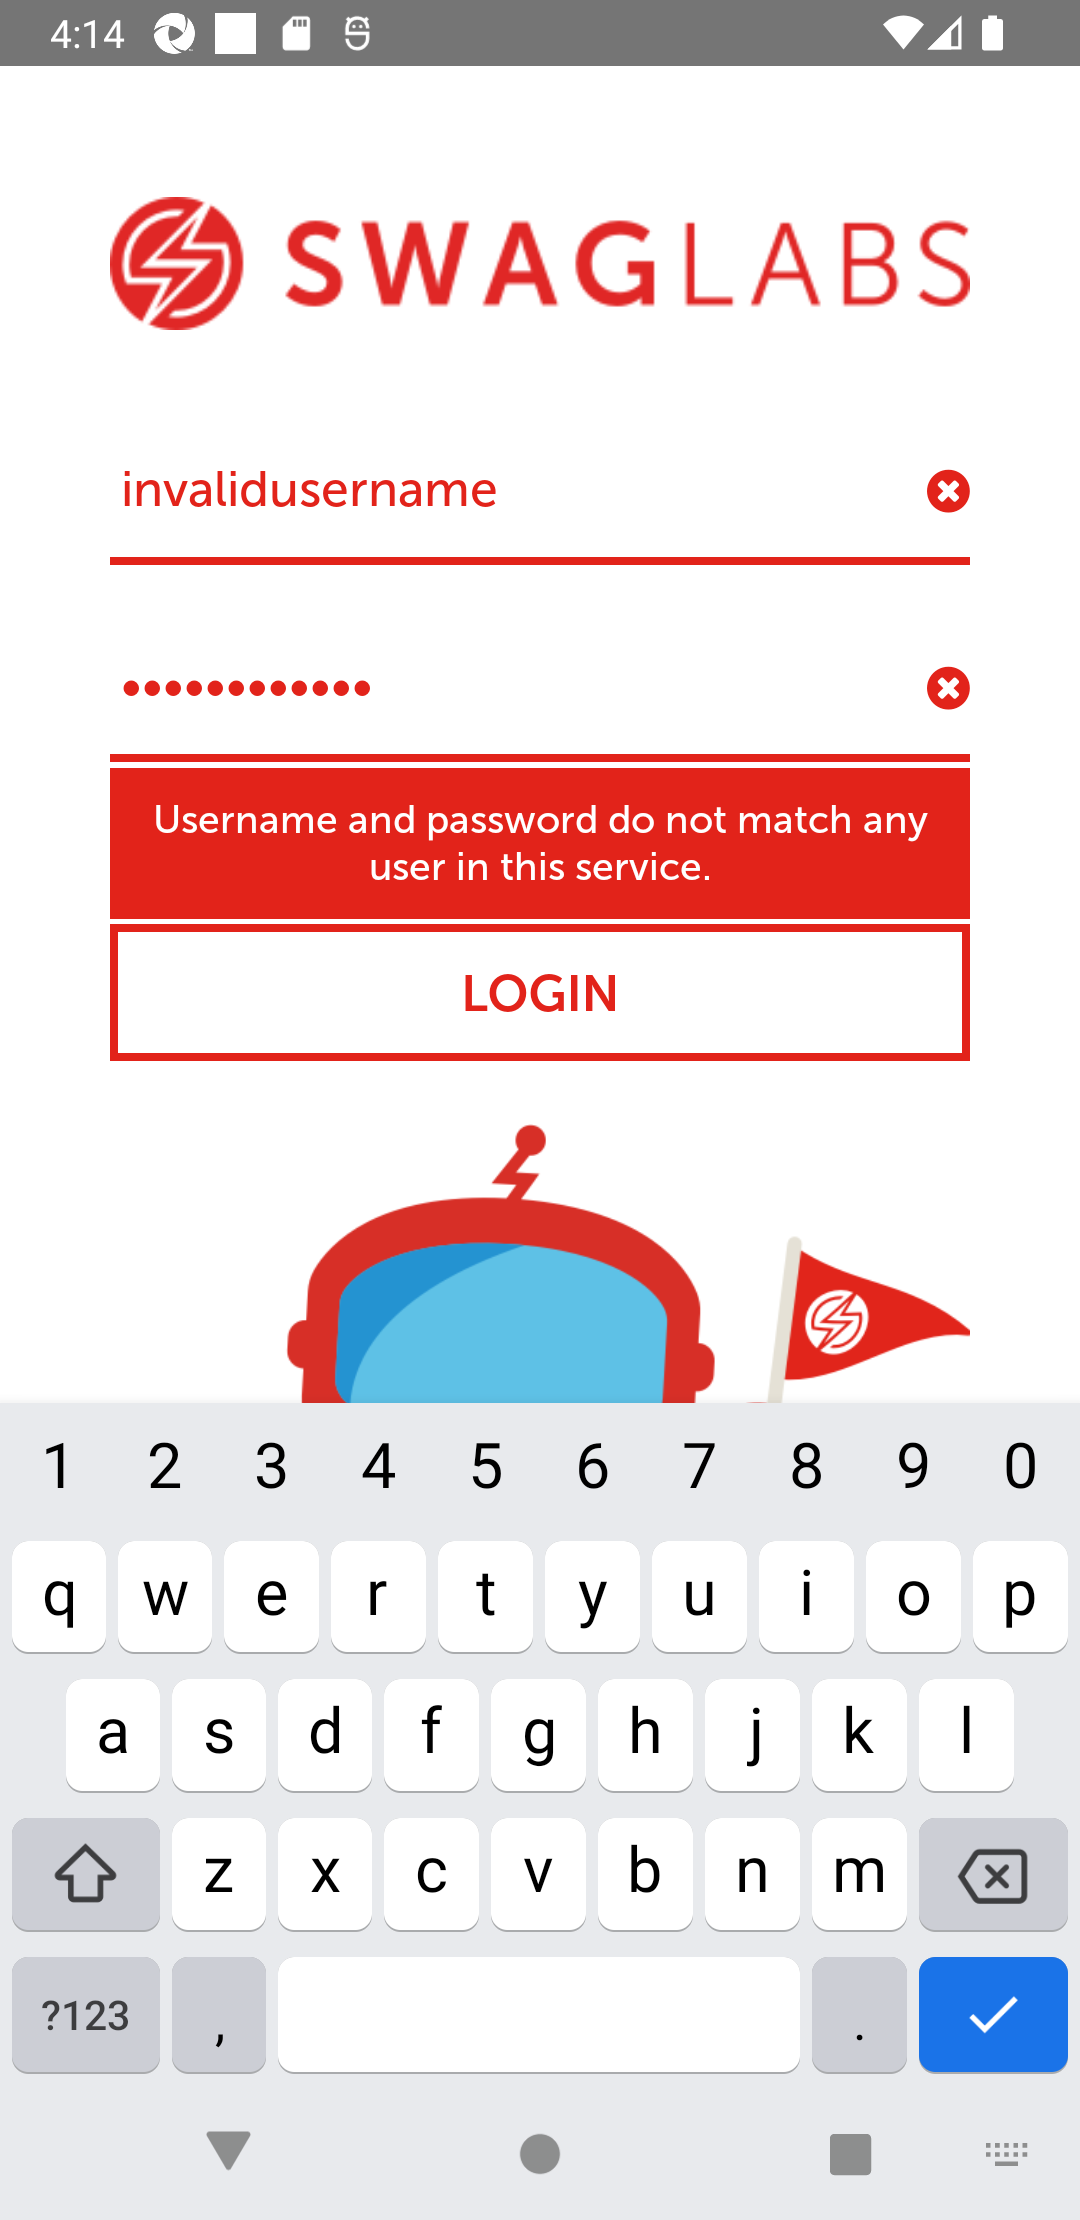 4:14
SWAGLABS
invalidusername
••••••••••••
Username and password do not match any
user in this service.
LOGIN
1 2 3 4 5 6 7 8 9 0
q w e r t y u i o p
a s d f g h j k l
z x c v b n m
?123 , .